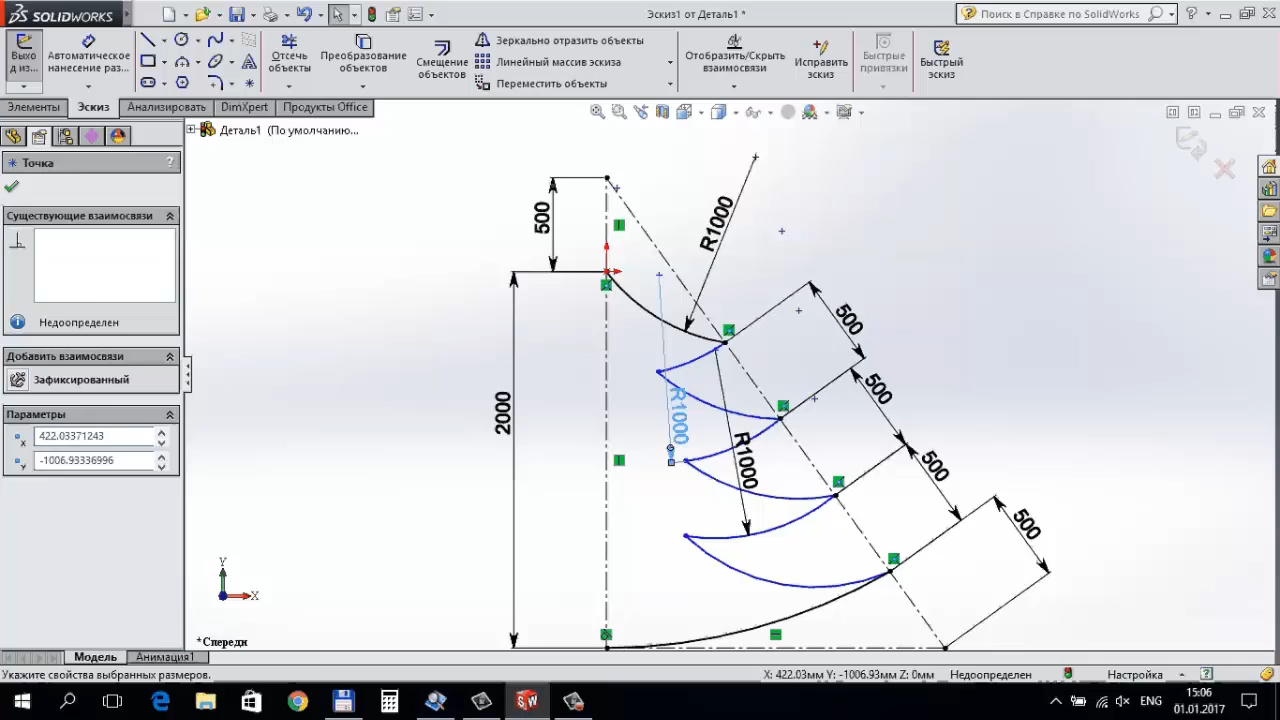 SOLIDWORKS
Эскиз1 от Деталь1 *
Поиск в Справке по SolidWorks
Выхо
д из...
Автоматическое
нанесение раз...
Отсечь
объекты
Преобразование
объектов
Смещение
объектов
Зеркально отразить объекты
Линейный массив эскиза
Переместить объекты
Отобразить/Скрыть
взаимосвязи
Исправить
эскиз
Быстрые
привязки
Быстрый
эскиз
Элементы
Эскиз
Анализировать
DimXpert
Продукты Office
Деталь1 (По умолчанию...
Точка
?
Существующие взаимосвязи
Недоопределен
Добавить взаимосвязи
Зафиксированный
Параметры
422.03371243
-1006.93336996
500
R1000
500
2000
R1000
500
R1000
500
500
Y
X
*Спереди
Модель
Анимация1
Укажите свойства выбранных размеров.
X: 422.03мм Y: -1006.93мм Z: 0мм
Недоопределен
Настройка
?
ENG
15:06
01.01.2017